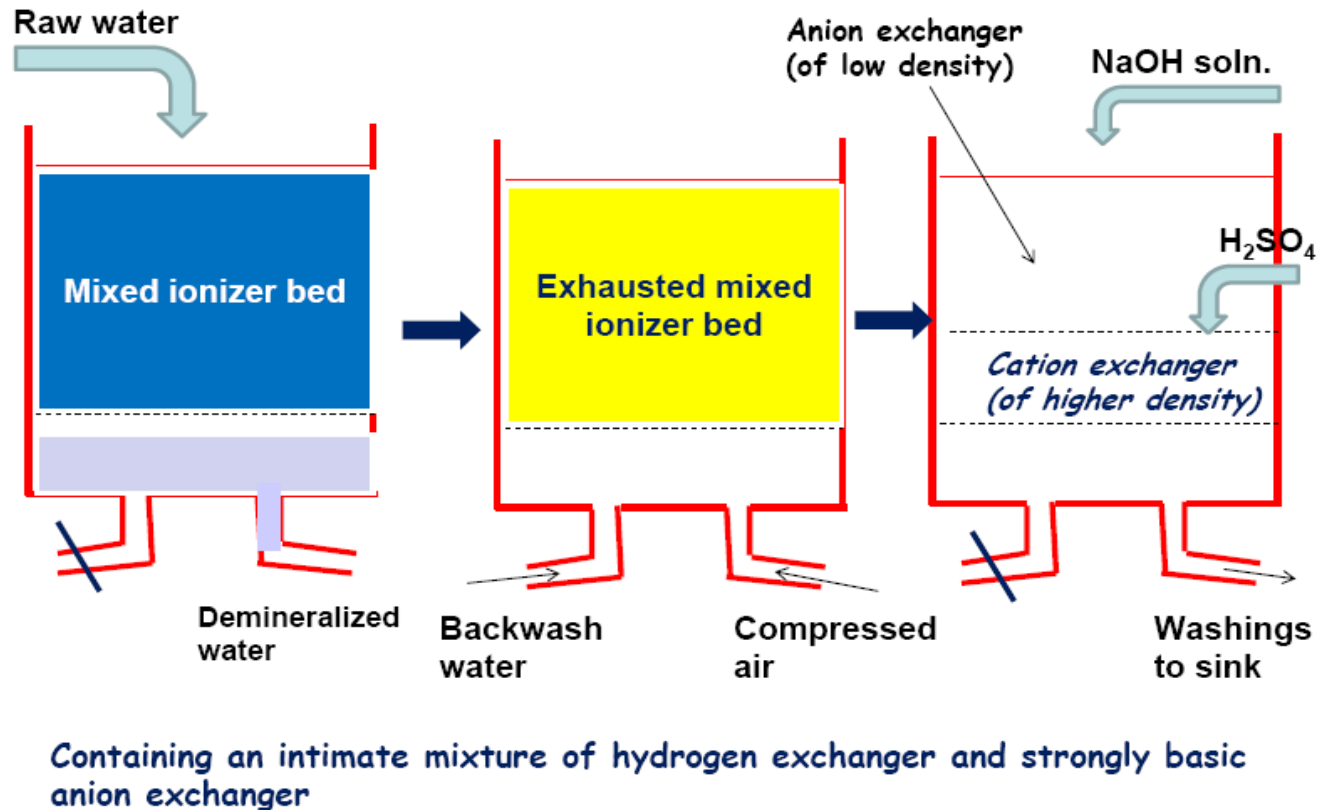 Raw water
Anion exchanger
(of low density)
NaOH soln.
H₂SO₄
Mixed ionizer bed
Exhausted mixed
ionizer bed
Cation exchanger
(of higher density)
Demineralized
water
Backwash
water
Compressed
air
Washings
to sink
Containing an intimate mixture of hydrogen exchanger and strongly basic
anion exchanger